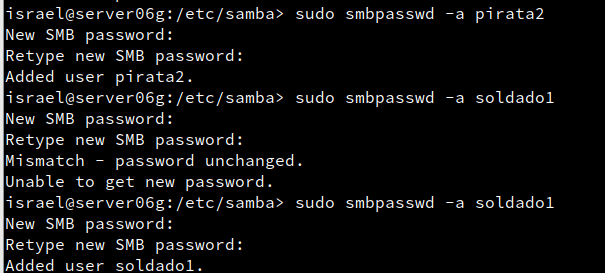 israel@server06g:/etc/samba> sudo smbpasswd -a pirata2
New SMB password:
Retype new SMB password:
Added user pirata2.
israel@server06g:/etc/samba> sudo smbpasswd -a soldado1
New SMB password:
Retype new SMB password:
Mismatch - password unchanged.
Unable to get new password.
israel@server06g:/etc/samba> sudo smbpasswd -a soldado1
New SMB password:
Retype new SMB password:
Added user soldado1.